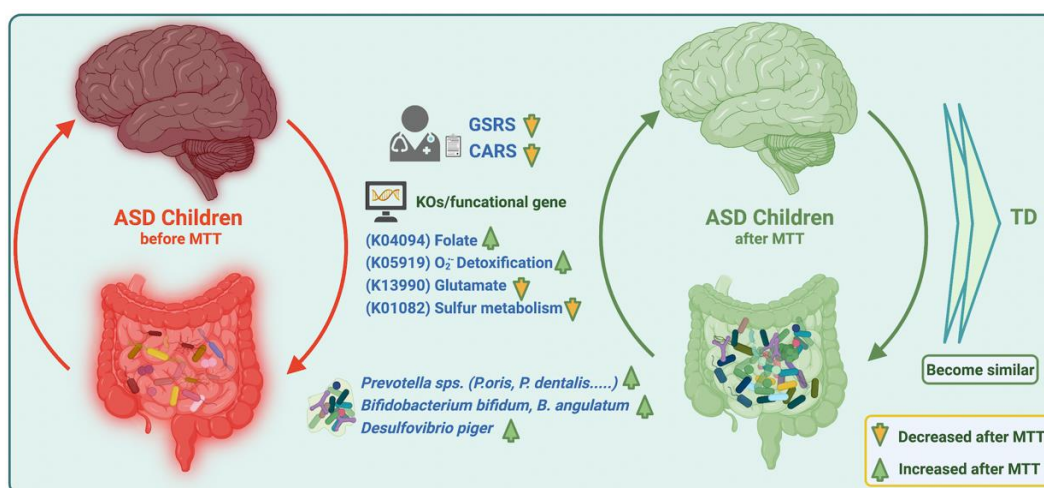 ASD Children
before MTT
GSRS
CARS
KOs/funcational gene
(K04094) Folate
(K05919) O₂⁻ Detoxification
(K13990) Glutamate
(K01082) Sulfur metabolism
Prevotella sps. (P.oris, P. dentalis.....)
Bifidobacterium bifidum, B. angulatum
Desulfovibrio piger
ASD Children
after MTT
TD
Become similar
Decreased after MTT
Increased after MTT